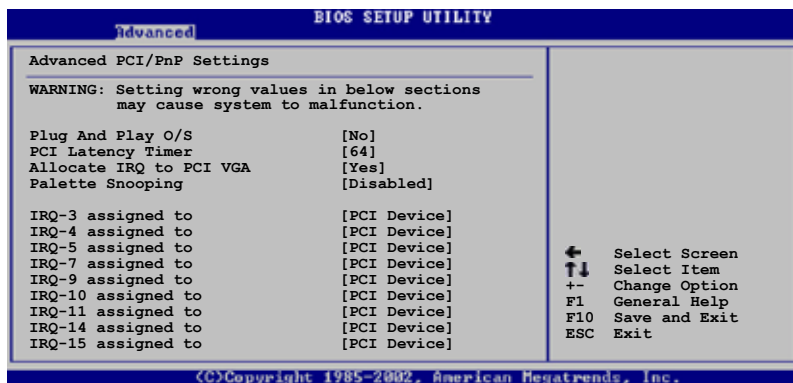 BIOS SETUP UTILITY
Advanced
Advanced PCI/PnP Settings
WARNING: Setting wrong values in below sections
may cause system to malfunction.
Plug And Play O/S [No]
PCI Latency Timer [64]
Allocate IRQ to PCI VGA [Yes]
Palette Snooping [Disabled]
IRQ-3 assigned to [PCI Device]
IRQ-4 assigned to [PCI Device]
IRQ-5 assigned to [PCI Device]
IRQ-7 assigned to [PCI Device]
IRQ-9 assigned to [PCI Device]
IRQ-10 assigned to [PCI Device]
IRQ-11 assigned to [PCI Device]
IRQ-14 assigned to [PCI Device]
IRQ-15 assigned to [PCI Device]
← Select Screen
↑↓ Select Item
+- Change Option
F1 General Help
F10 Save and Exit
ESC Exit
(C)Copyright 1985-2002, American Megatrends, Inc.